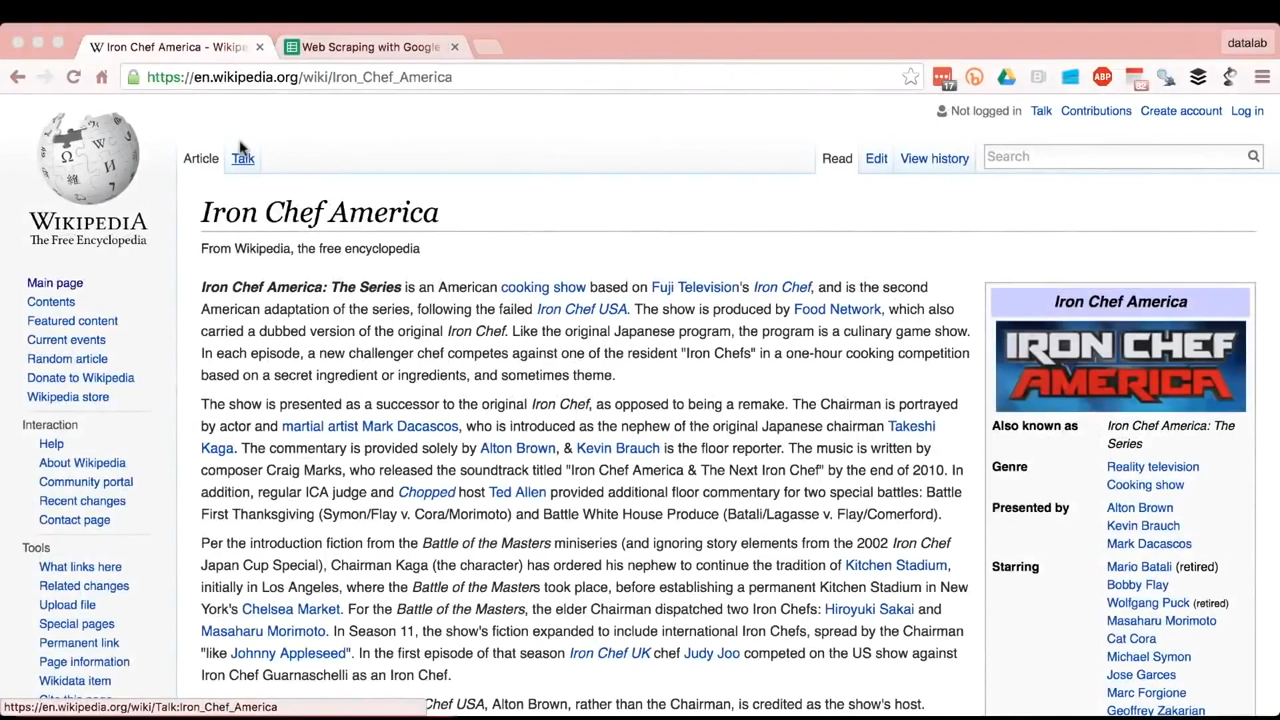 Iron Chef America - Wikipe
Web Scraping with Google
datalab
https://en.wikipedia.org/wiki/Iron_Chef_America
17
ABP
Not logged in Talk Contributions Create account Log in
Article Talk
Read Edit View history
Search
WIKIPEDIA
The Free Encyclopedia
Main page
Contents
Featured content
Current events
Random article
Donate to Wikipedia
Wikipedia store
Interaction
Help
About Wikipedia
Community portal
Recent changes
Contact page
Tools
What links here
Related changes
Upload file
Special pages
Permanent link
Page information
Wikidata item
Cite this page
Iron Chef America
From Wikipedia, the free encyclopedia
Iron Chef America: The Series is an American cooking show based on Fuji Television's Iron Chef, and is the second
American adaptation of the series, following the failed Iron Chef USA. The show is produced by Food Network, which also
carried a dubbed version of the original Iron Chef. Like the original Japanese program, the program is a culinary game show.
In each episode, a new challenger chef competes against one of the resident "Iron Chefs" in a one-hour cooking competition
based on a secret ingredient or ingredients, and sometimes theme.
The show is presented as a successor to the original Iron Chef, as opposed to being a remake. The Chairman is portrayed
by actor and martial artist Mark Dacascos, who is introduced as the nephew of the original Japanese chairman Takeshi
Kaga. The commentary is provided solely by Alton Brown, & Kevin Brauch is the floor reporter. The music is written by
composer Craig Marks, who released the soundtrack titled "Iron Chef America & The Next Iron Chef" by the end of 2010. In
addition, regular ICA judge and Chopped host Ted Allen provided additional floor commentary for two special battles: Battle
First Thanksgiving (Symon/Flay v. Cora/Morimoto) and Battle White House Produce (Batali/Lagasse v. Flay/Comerford).
Per the introduction fiction from the Battle of the Masters miniseries (and ignoring story elements from the 2002 Iron Chef
Japan Cup Special), Chairman Kaga (the character) has ordered his nephew to continue the tradition of Kitchen Stadium,
initially in Los Angeles, where the Battle of the Masters took place, before establishing a permanent Kitchen Stadium in New
York's Chelsea Market. For the Battle of the Masters, the elder Chairman dispatched two Iron Chefs: Hiroyuki Sakai and
Masaharu Morimoto. In Season 11, the show's fiction expanded to include international Iron Chefs, spread by the Chairman
"like Johnny Appleseed". In the first episode of that season Iron Chef UK chef Judy Joo competed on the US show against
Iron Chef Guarnaschelli as an Iron Chef.
Chef USA, Alton Brown, rather than the Chairman, is credited as the show's host.
Iron Chef America
IRON CHEF
AMERICA
Also known as Iron Chef America: The
Series
Genre Reality television
Cooking show
Presented by Alton Brown
Kevin Brauch
Mark Dacascos
Starring Mario Batali (retired)
Bobby Flay
Wolfgang Puck (retired)
Masaharu Morimoto
Cat Cora
Michael Symon
Jose Garces
Marc Forgione
Geoffrey Zakarian
https://en.wikipedia.org/wiki/Talk:Iron_Chef_America